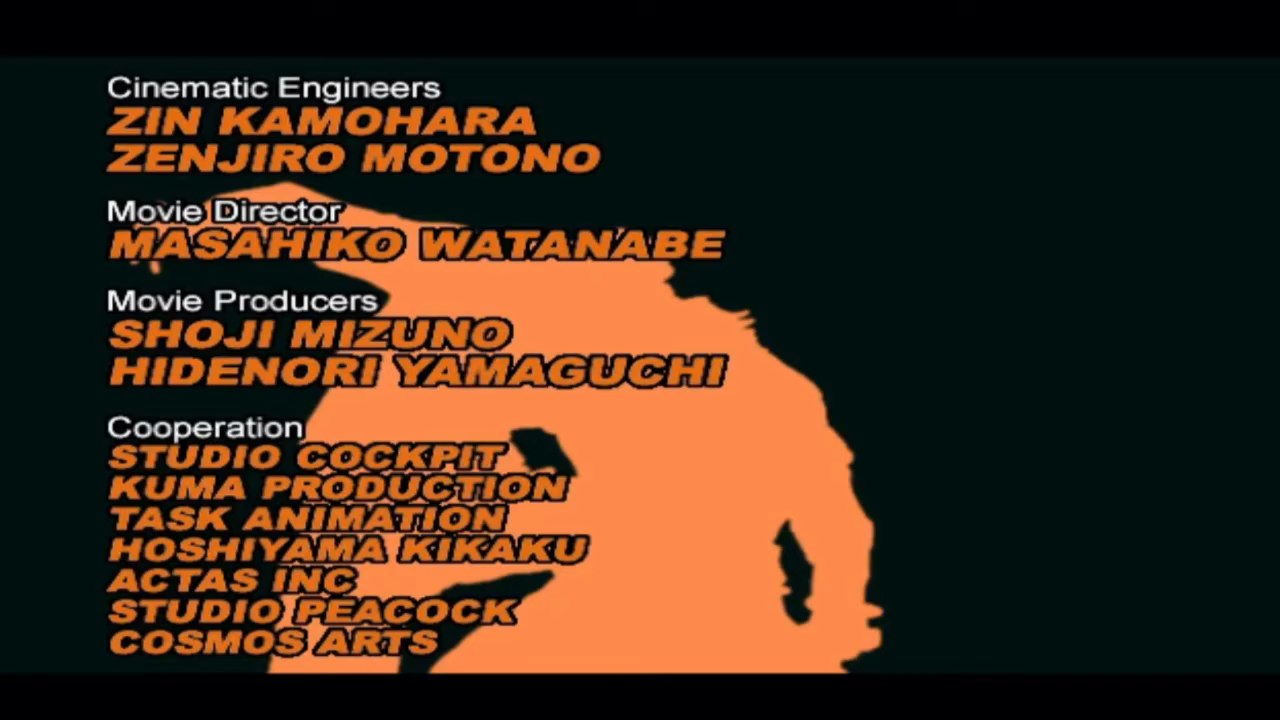 Cinematic Engineers
ZIN KAMOHARA
ZENJIRO MOTONO
Movie Director
MASAHIKO WATANABE
Movie Producers
SHOJI MIZUNO
HIDENORI YAMAGUCHI
Cooperation
STUDIO COCKPIT
KUMA PRODUCTION
TASK ANIMATION
HOSHIYAMA KIKAKU
ACTAS INC
STUDIO PEACOCK
COSMOS ARTS